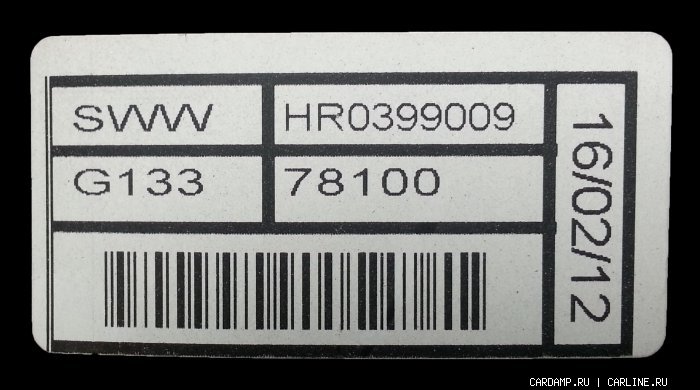 SWW
HR0399009
G133
78100
16/02/12
CARDAMP.RU | CARLINE.RU